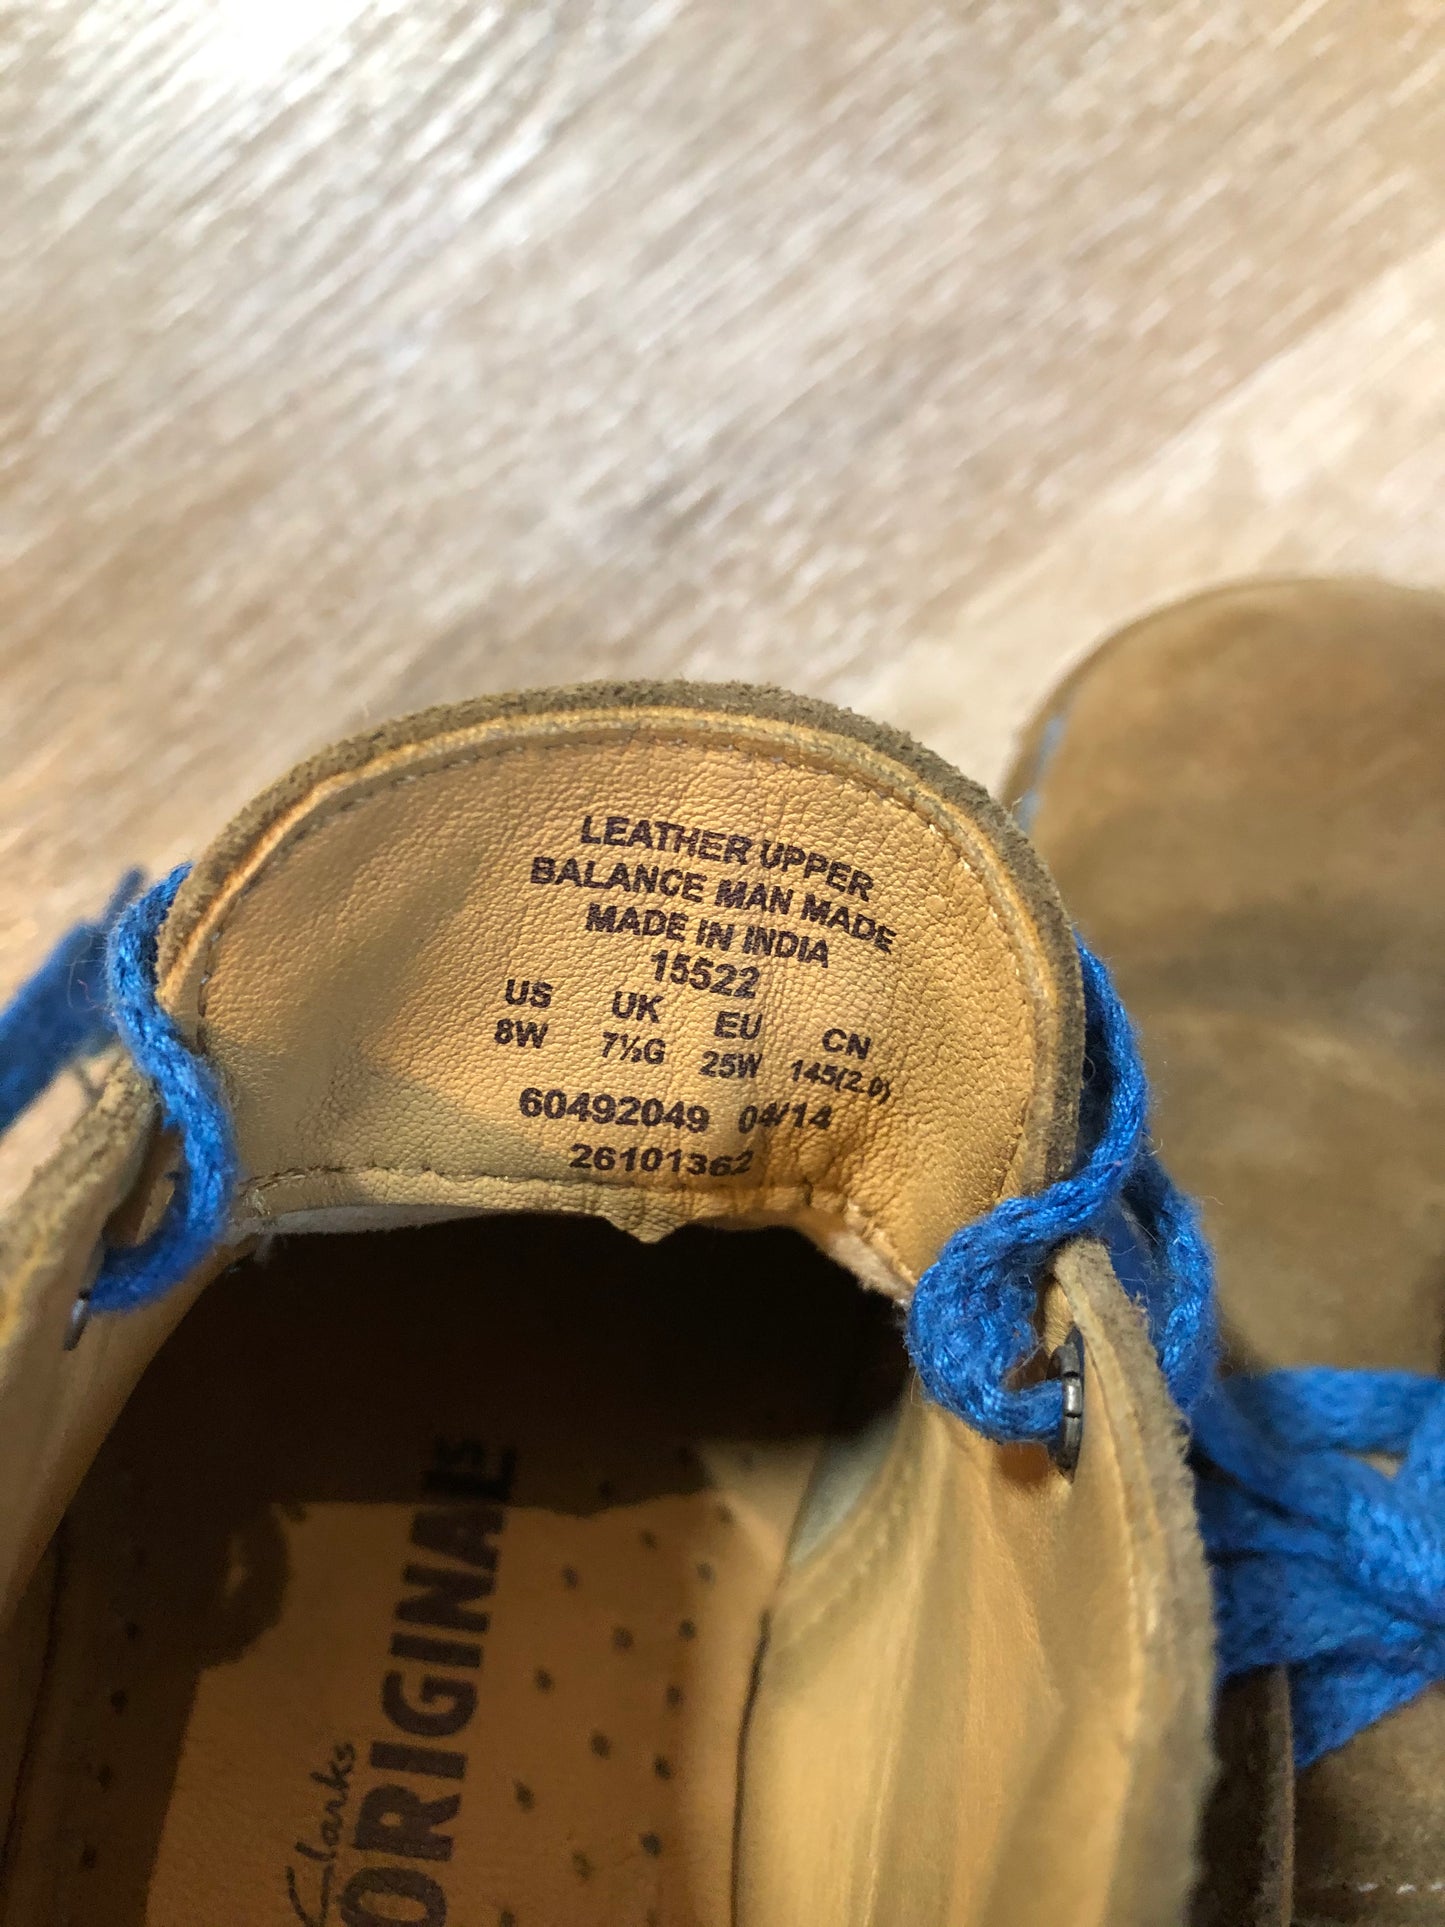 LEATHER UPPER
BALANCE MAN MADE
MADE IN INDIA
15522
US UK EU CN
8W 7½G 25W 145(2.0)
60492049 04/14
26101362
Clarks
ORIGINALS